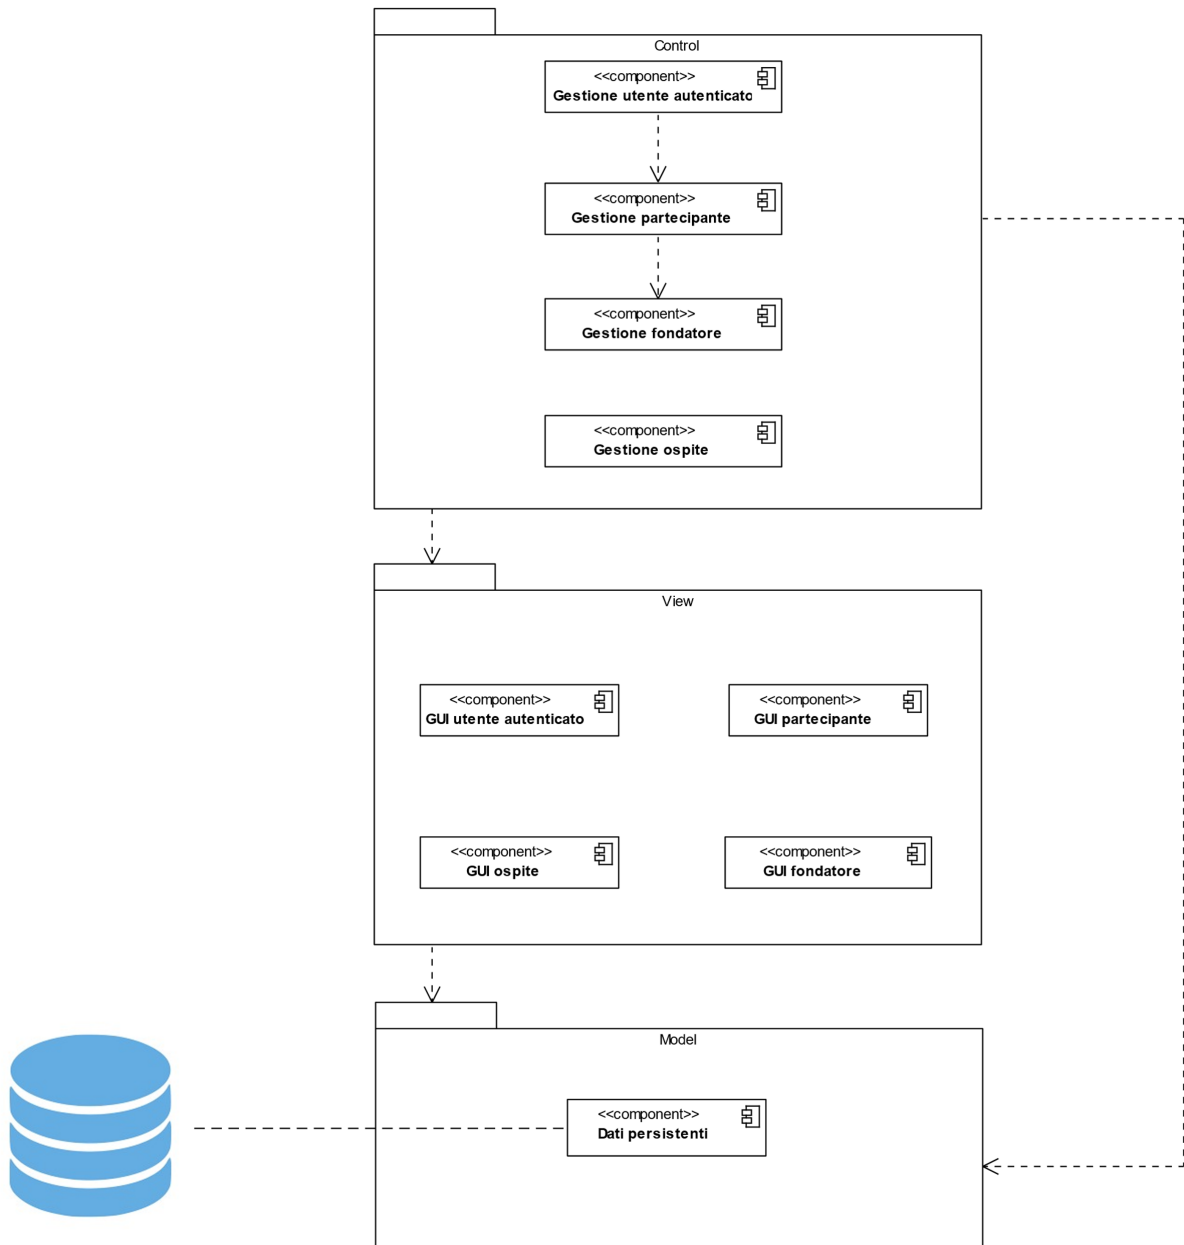 Control
<<component>>
Gestione utente autenticato
<<component>>
Gestione partecipante
<<component>>
Gestione fondatore
<<component>>
Gestione ospite
View
<<component>>
GUI utente autenticato
<<component>>
GUI partecipante
<<component>>
GUI ospite
<<component>>
GUI fondatore
Model
<<component>>
Dati persistenti